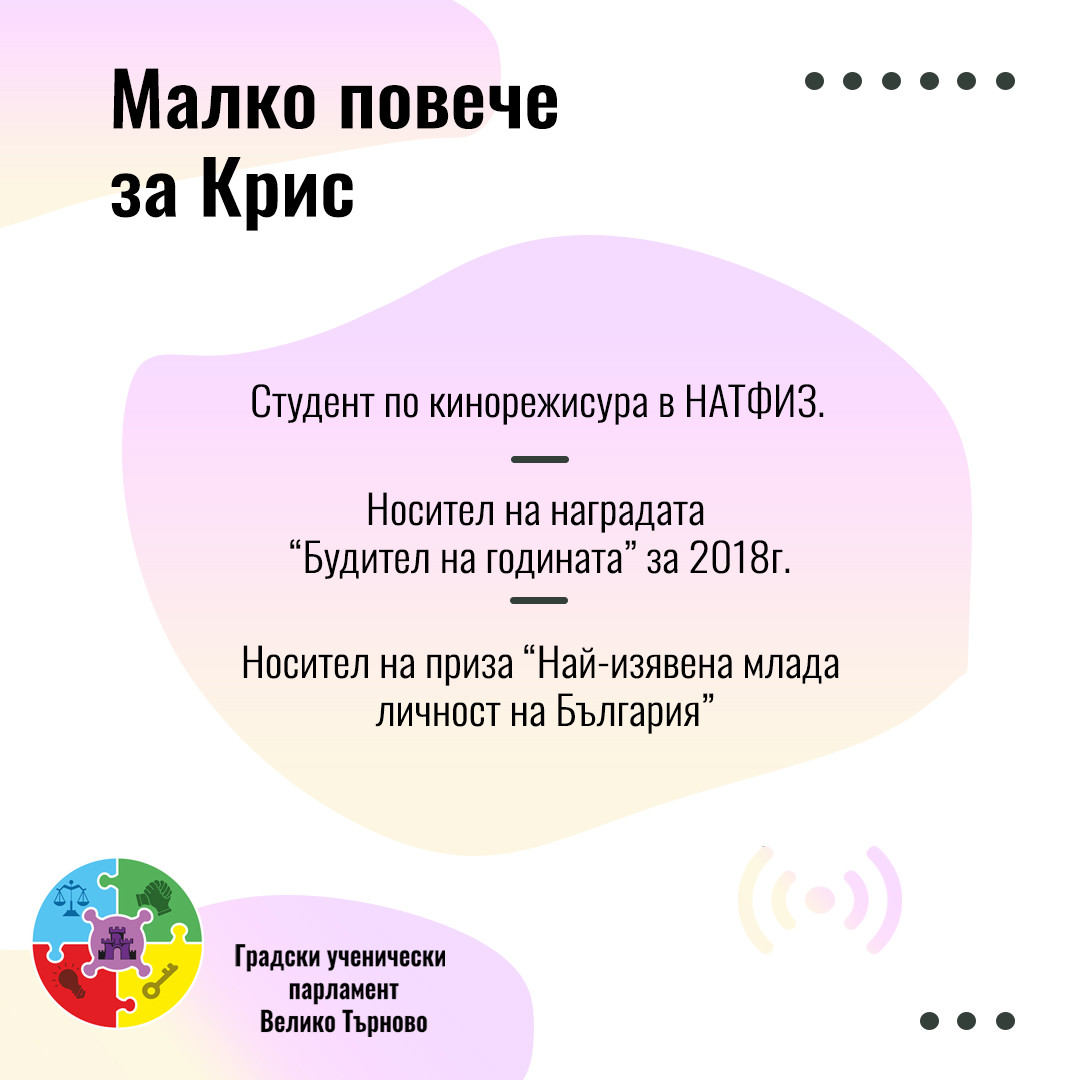 Малко повече
за Крис
Студент по кинорежисура в НАТФИЗ.
Носител на наградата
“Будител на годината” за 2018г.
Носител на приза “Най-изявена млада
личност на България”
Градски ученически
парламент
Велико Търново